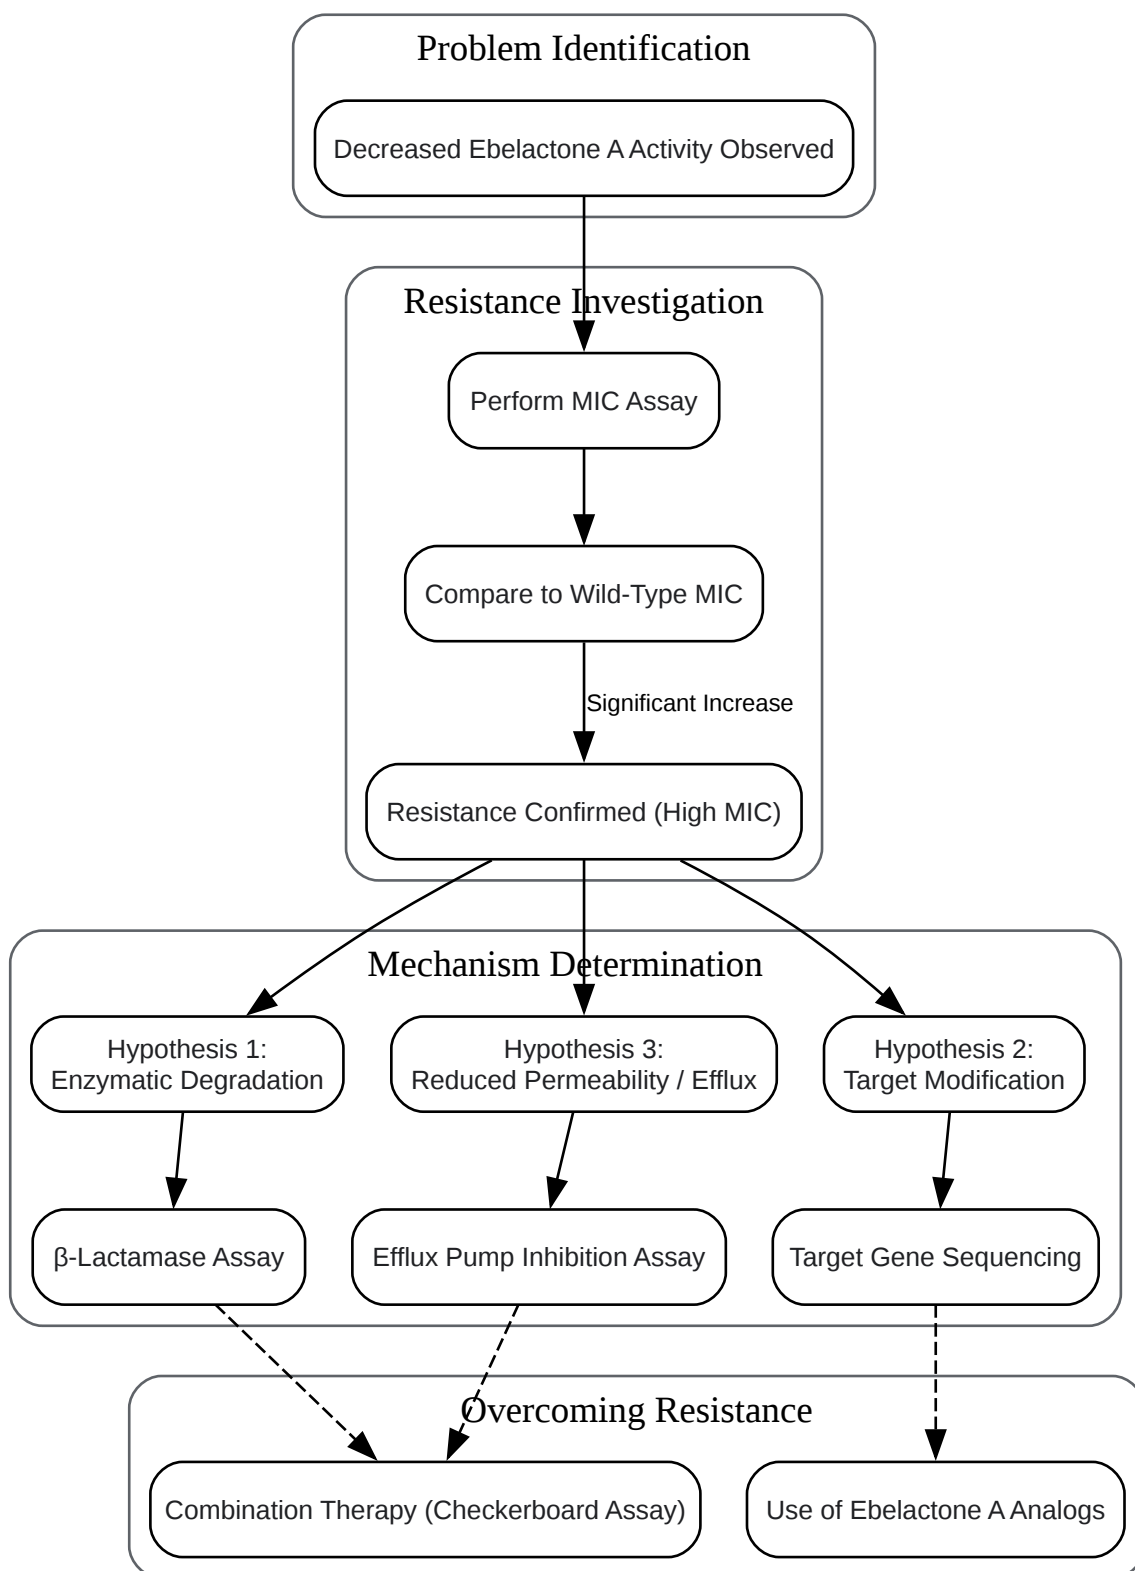 Problem Identification
Decreased Ebelactone A Activity Observed
Resistance Investigation
Perform MIC Assay
Compare to Wild-Type MIC
Significant Increase
Resistance Confirmed (High MIC)
Mechanism Determination
Hypothesis 1:
Enzymatic Degradation
Hypothesis 3:
Reduced Permeability / Efflux
Hypothesis 2:
Target Modification
β-Lactamase Assay
Efflux Pump Inhibition Assay
Target Gene Sequencing
Overcoming Resistance
Combination Therapy (Checkerboard Assay)
Use of Ebelactone A Analogs